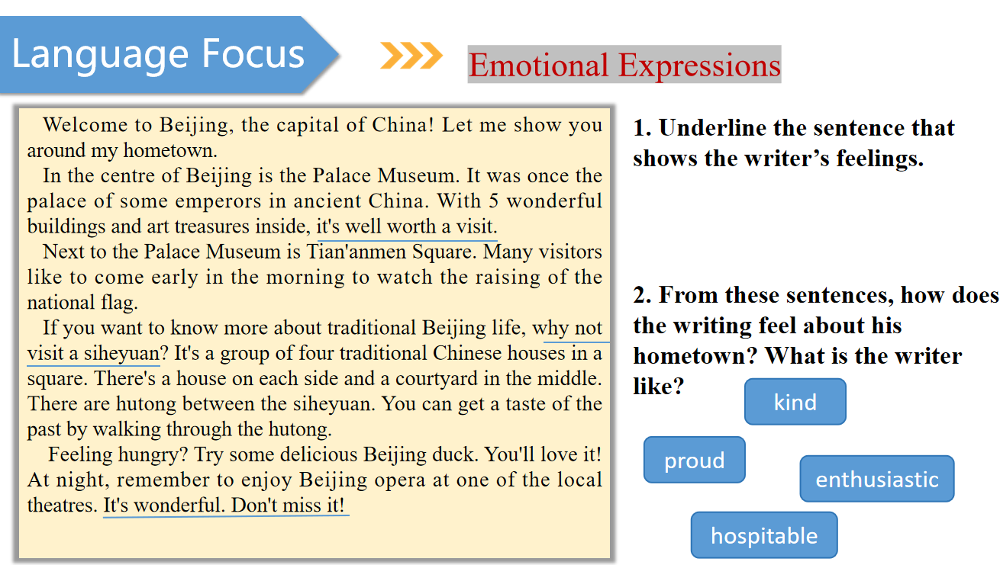 Language Focus
Emotional Expressions
Welcome to Beijing, the capital of China! Let me show you
around my hometown.
In the centre of Beijing is the Palace Museum. It was once the
palace of some emperors in ancient China. With 5 wonderful
buildings and art treasures inside, it's well worth a visit.
Next to the Palace Museum is Tian'anmen Square. Many visitors
like to come early in the morning to watch the raising of the
national flag.
If you want to know more about traditional Beijing life, why not
visit a siheyuan? It's a group of four traditional Chinese houses in a
square. There's a house on each side and a courtyard in the middle.
There are hutong between the siheyuan. You can get a taste of the
past by walking through the hutong.
Feeling hungry? Try some delicious Beijing duck. You'll love it!
At night, remember to enjoy Beijing opera at one of the local
theatres. It's wonderful. Don't miss it!
1. Underline the sentence that
shows the writer’s feelings.
2. From these sentences, how does
the writing feel about his
hometown? What is the writer
like?
kind
proud
enthusiastic
hospitable